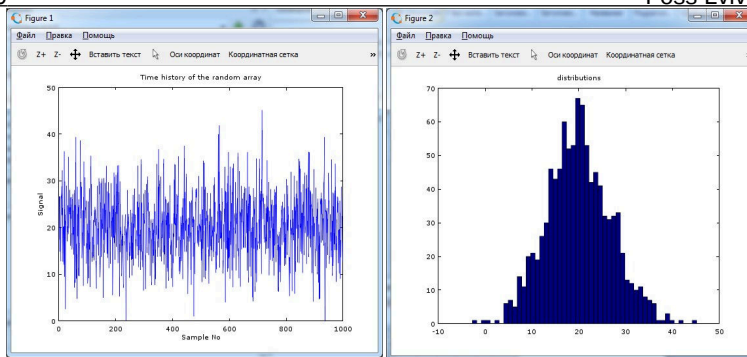 Figure 1
Файл Правка Помощь
Z+ Z- Вставить текст Оси координат Координатная сетка »
Time history of the random array
50
40
30
20
10
0
Signal
0 200 400 600 800 1000
Sample No
Figure 2
Файл Правка Помощь
Z+ Z- Вставить текст Оси координат Координатная сетка
distributions
70
60
50
40
30
20
10
0
-10 0 10 20 30 40 50